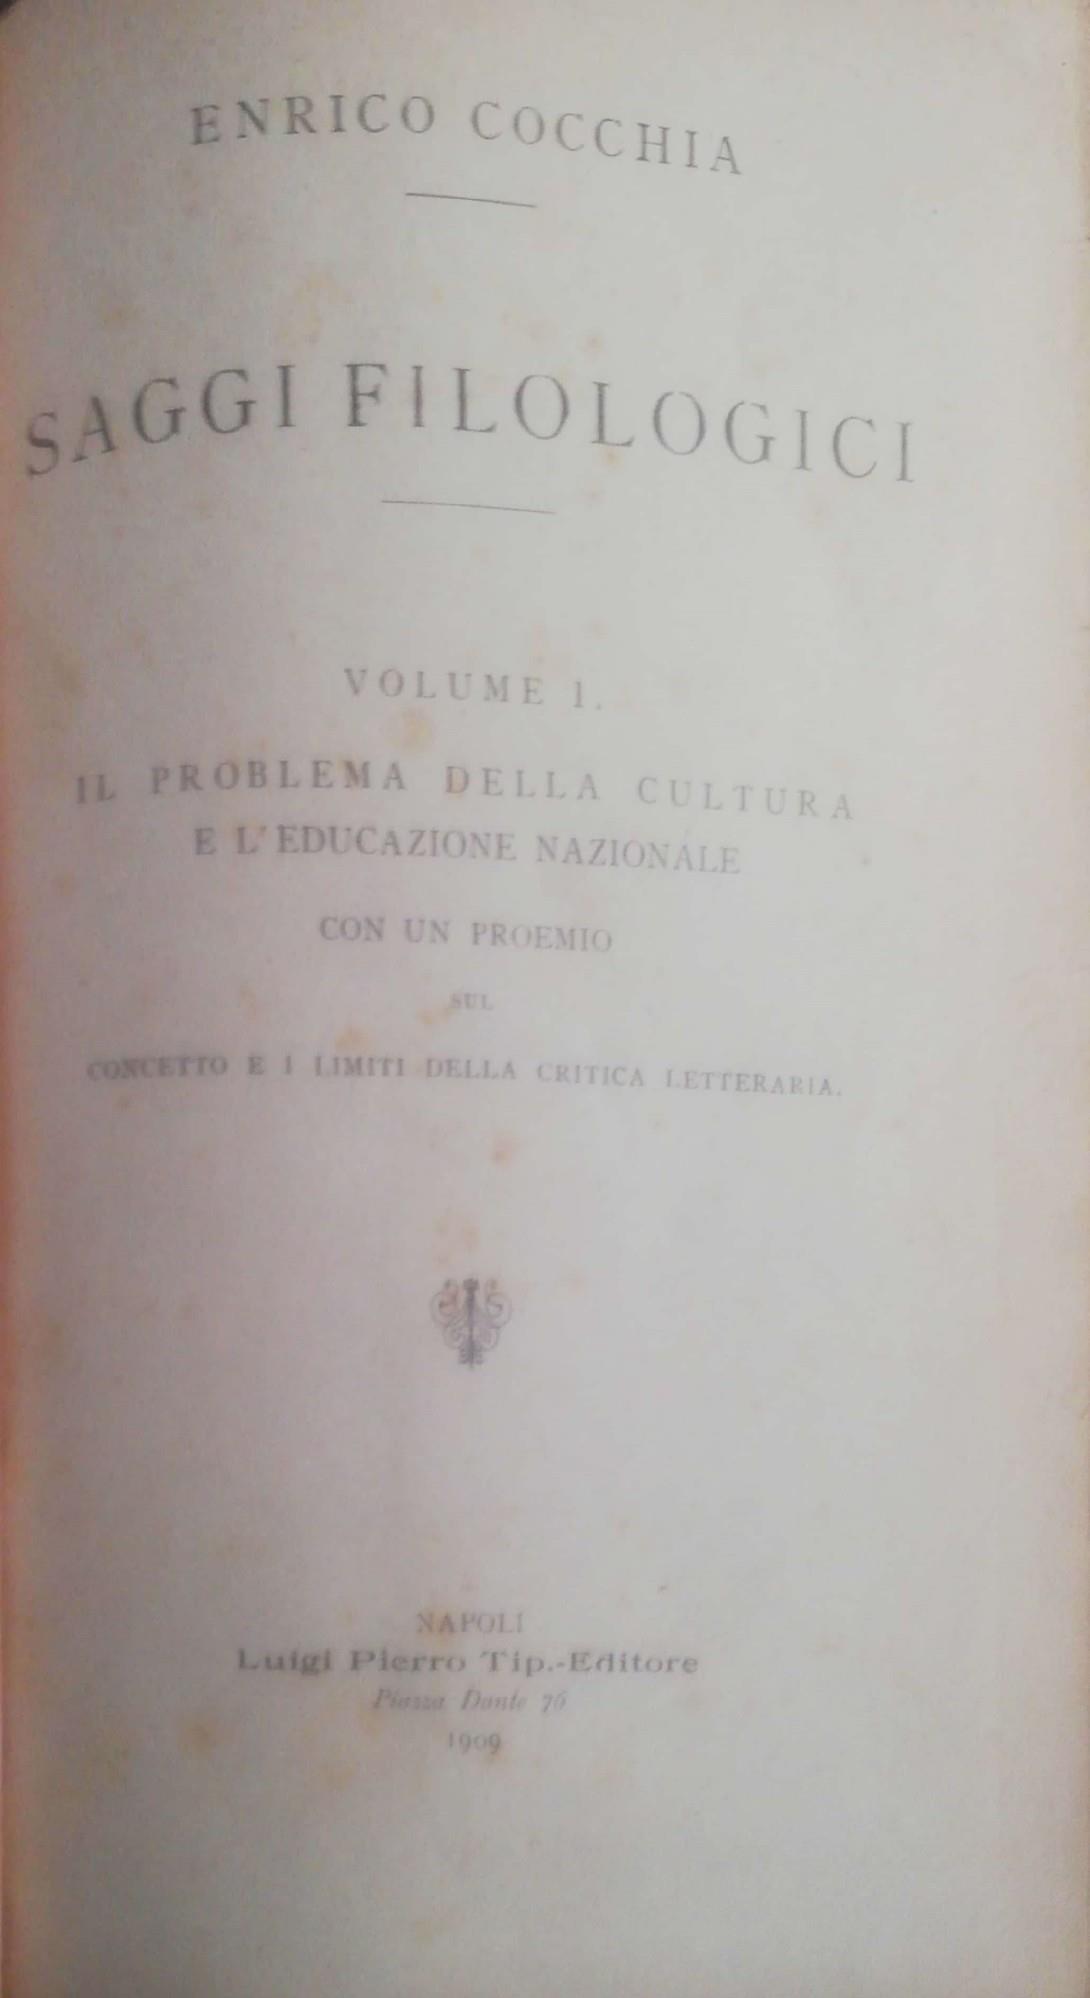 ENRICO COCCHIA
SAGGI FILOLOGICI
VOLUME I.
IL PROBLEMA DELLA CULTURA
E L'EDUCAZIONE NAZIONALE
CON UN PROEMIO
SUL
CONCETTO E I LIMITI DELLA CRITICA LETTERARIA.
NAPOLI
Luigi Pierro Tip.-Editore
Piazza Dante 76
1909